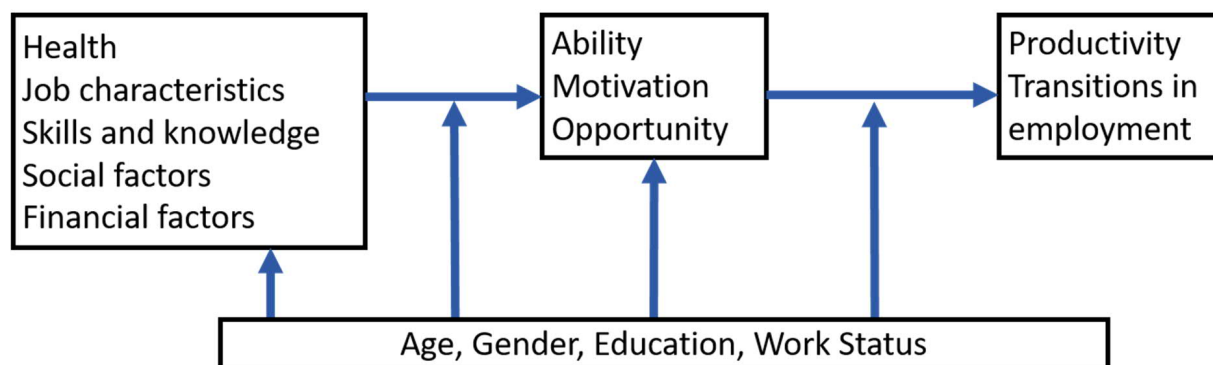 Health
Job characteristics
Skills and knowledge
Social factors
Financial factors
Ability
Motivation
Opportunity
Productivity
Transitions in
employment
Age, Gender, Education, Work Status